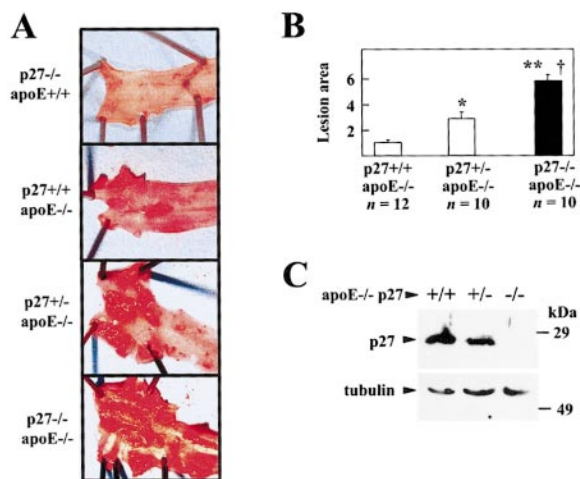 A
p27-/-
apoE+/+
p27+/+
apoE-/-
p27+/-
apoE-/-
p27-/-
apoE-/-
B
Lesion area
6
4
2
*
** †
p27+/+ p27+/- p27-/-
apoE-/- apoE-/- apoE-/-
n = 12 n = 10 n = 10
C
apoE-/- p27 +/+ +/- -/-
kDa
p27 29
tubulin
49